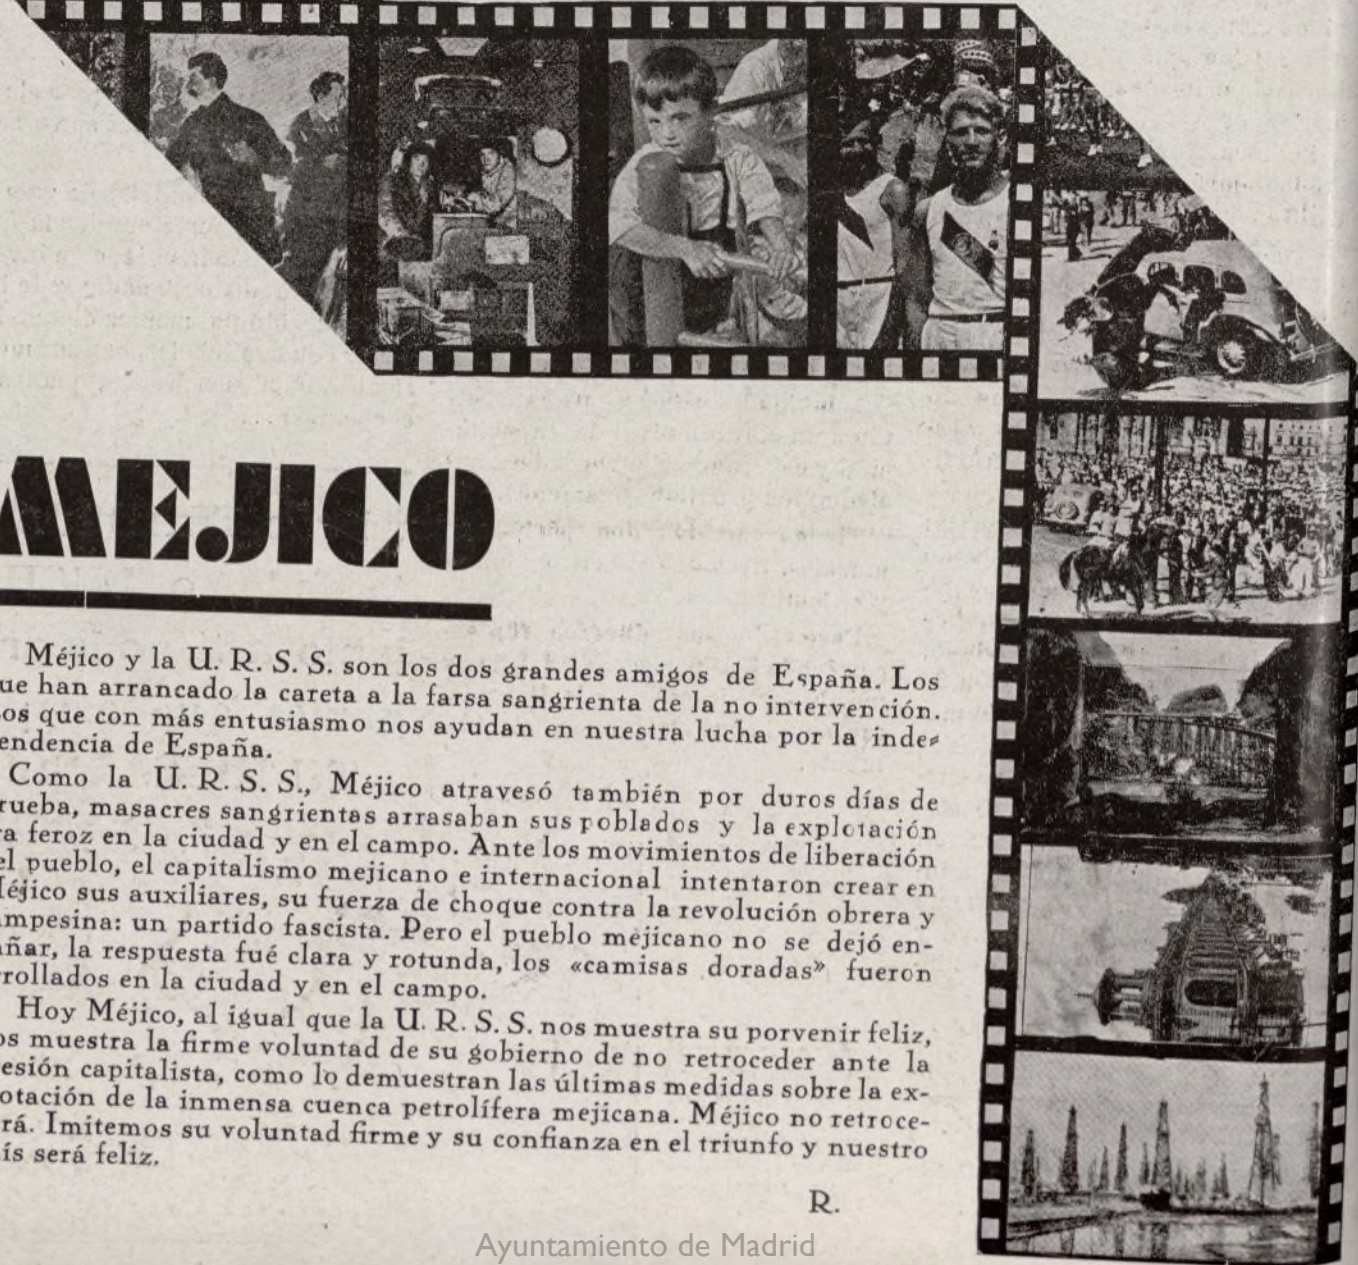 MEJICO
Méjico y la U. R. S. S. son los dos grandes amigos de España. Los
ue han arrancado la careta a la farsa sangrienta de la no intervención.
os que con más entusiasmo nos ayudan en nuestra lucha por la inde-
endencia de España.
Como la U. R. S. S., Méjico atravesó también por duros días de
rueba, masacres sangrientas arrasaban sus poblados y la explotación
ra feroz en la ciudad y en el campo. Ante los movimientos de liberación
el pueblo, el capitalismo mejicano e internacional intentaron crear en
éjico sus auxiliares, su fuerza de choque contra la revolución obrera y
ampesina: un partido fascista. Pero el pueblo mejicano no se dejó en-
añar, la respuesta fué clara y rotunda, los «camisas doradas» fueron
rrollados en la ciudad y en el campo.
Hoy Méjico, al igual que la U. R. S. S. nos muestra su porvenir feliz,
os muestra la firme voluntad de su gobierno de no retroceder ante la
resión capitalista, como lo demuestran las últimas medidas sobre la ex-
lotación de la inmensa cuenca petrolífera mejicana. Méjico no retroce-
rá. Imitemos su voluntad firme y su confianza en el triunfo y nuestro
ís será feliz.
R.
Ayuntamiento de Madrid